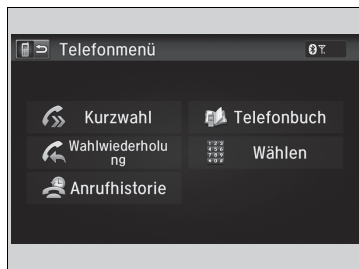 Telefonmenü
Kurzwahl
Telefonbuch
Wahlwiederholu
ng
Wählen
Anrufhistorie